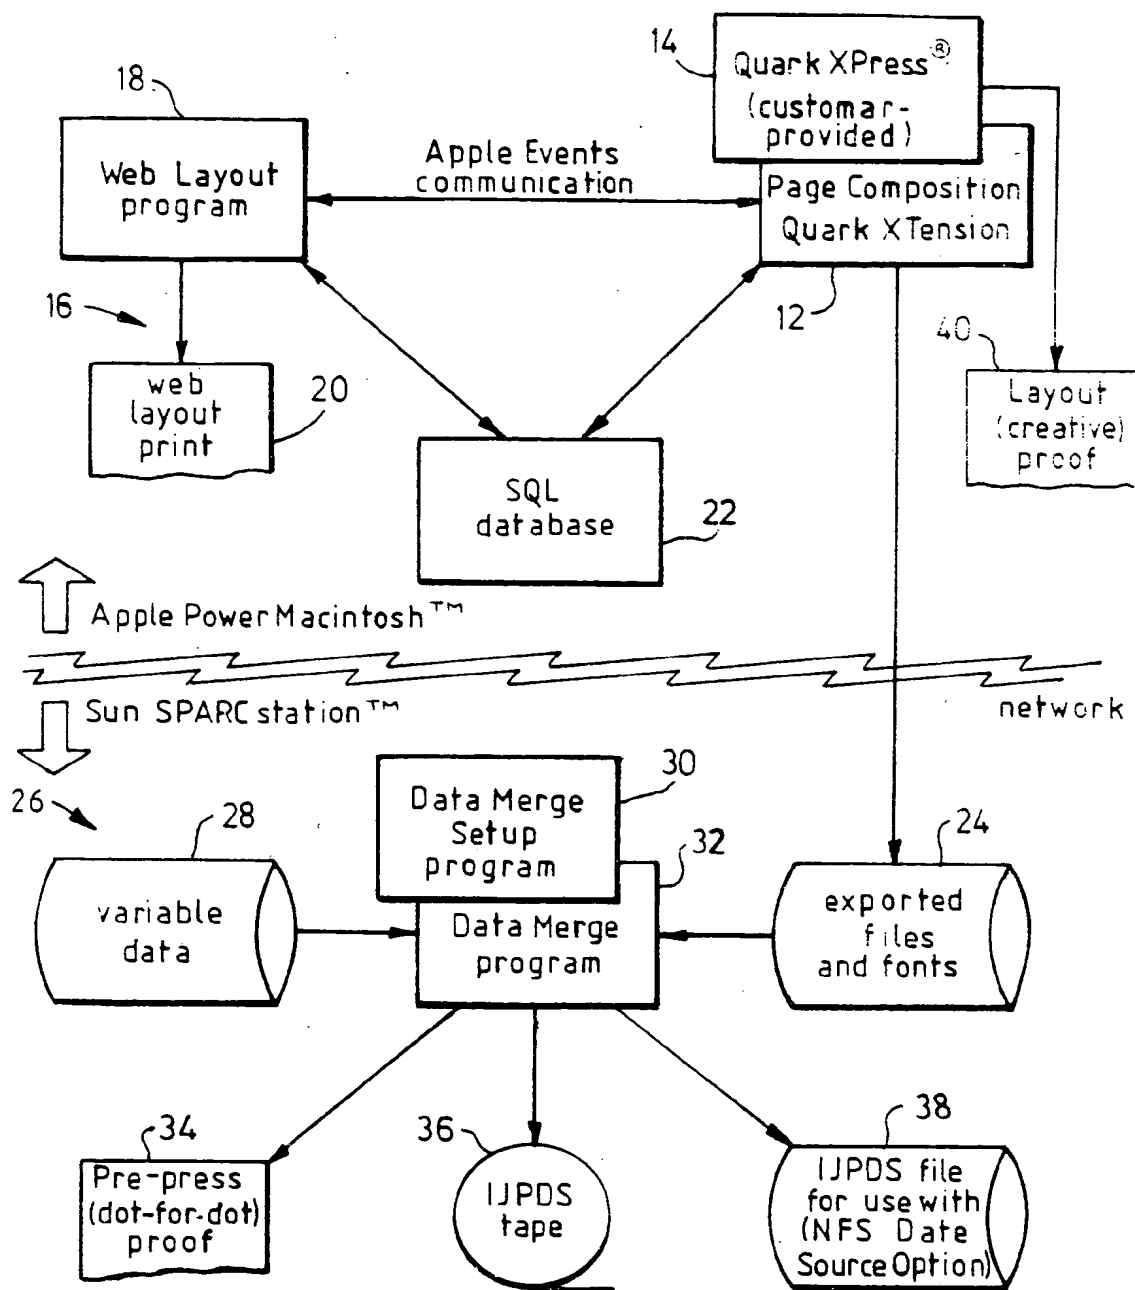 14
Quark XPress®
(customar-
provided)
18
Web Layout
program
Apple Events
communication
Page Composition
Quark XTension
16
12
40
web
layout
print
20
Layout
(creative)
proof
SQL
database
22
Apple Power Macintosh™
Sun SPARCstation™
network
26
28
30
Data Merge
Setup
program
32
24
variable
data
Data Merge
program
exported
files
and fonts
34
36
38
Pre-press
(dot-for-dot)
proof
IJPDS
tape
IJPDS file
for use with
(NFS Date
Source Option)